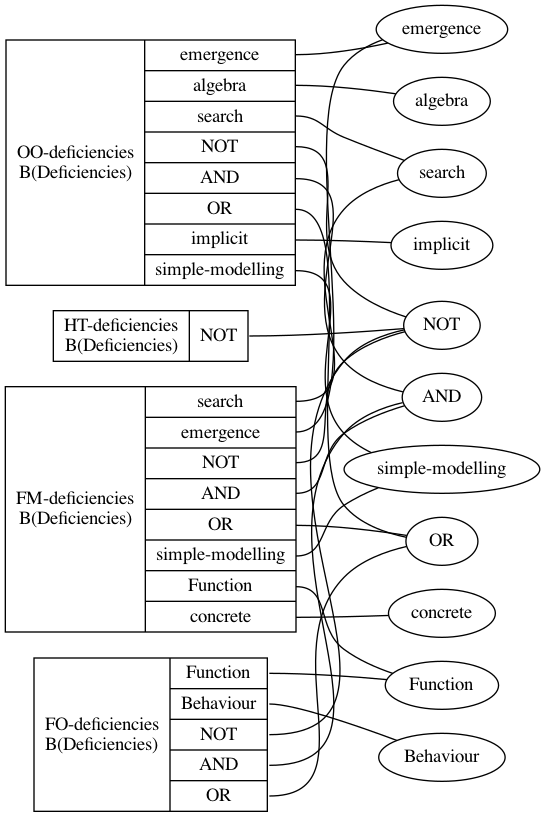 OO-deficiencies
B(Deficiencies)
emergence
algebra
search
NOT
AND
OR
implicit
simple-modelling
HT-deficiencies
B(Deficiencies)
NOT
FM-deficiencies
B(Deficiencies)
search
emergence
NOT
AND
OR
simple-modelling
Function
concrete
FO-deficiencies
B(Deficiencies)
Function
Behaviour
NOT
AND
OR
emergence
algebra
search
implicit
NOT
AND
simple-modelling
OR
concrete
Function
Behaviour